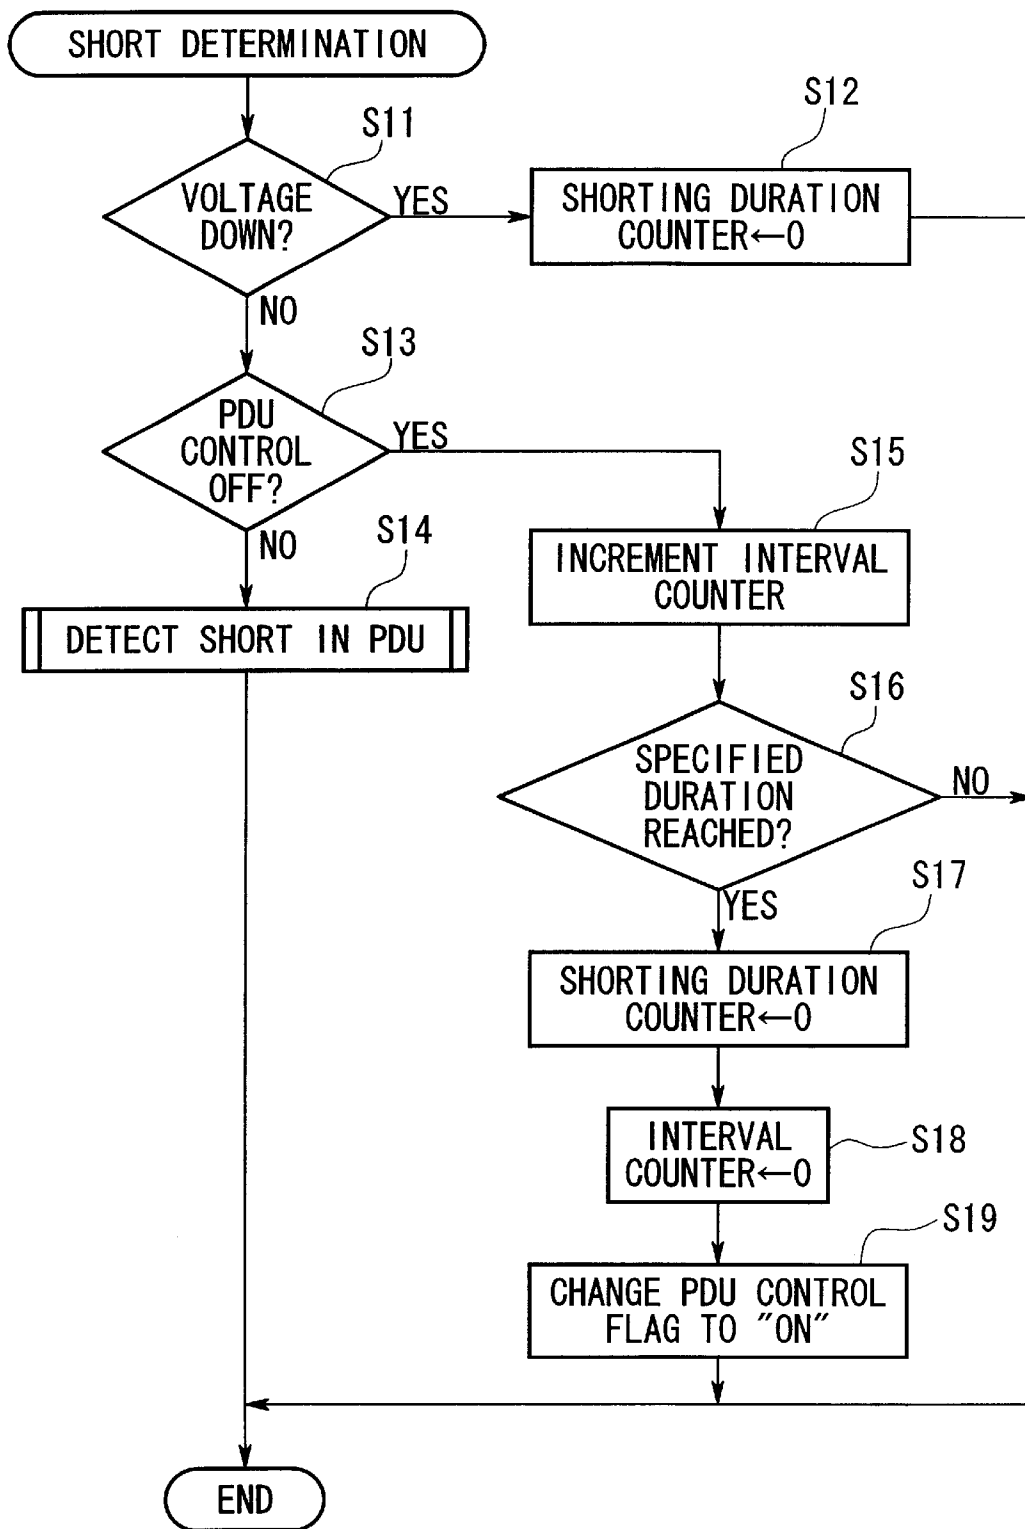 SHORT DETERMINATION
S11
S12
VOLTAGE
DOWN?
YES
SHORTING DURATION
COUNTER←0
NO
S13
PDU
CONTROL
OFF?
YES
S15
NO
S14
INCREMENT INTERVAL
COUNTER
DETECT SHORT IN PDU
S16
SPECIFIED
DURATION
REACHED?
NO
YES
S17
SHORTING DURATION
COUNTER←0
INTERVAL
COUNTER←0
S18
S19
CHANGE PDU CONTROL
FLAG TO "ON"
END